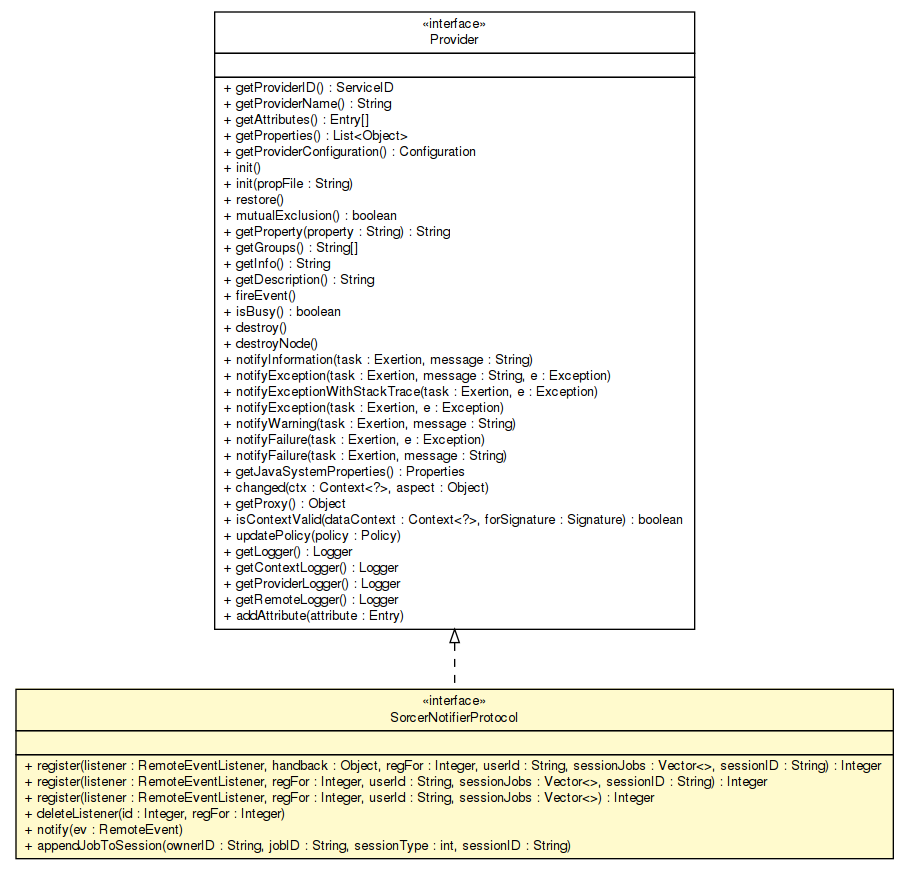 «interface»
Provider
+ getProviderID() : ServiceID
+ getProviderName() : String
+ getAttributes() : Entry[]
+ getProperties() : List<Object>
+ getProviderConfiguration() : Configuration
+ init()
+ init(propFile : String)
+ restore()
+ mutualExclusion() : boolean
+ getProperty(property : String) : String
+ getGroups() : String[]
+ getInfo() : String
+ getDescription() : String
+ fireEvent()
+ isBusy() : boolean
+ destroy()
+ destroyNode()
+ notifyInformation(task : Exertion, message : String)
+ notifyException(task : Exertion, message : String, e : Exception)
+ notifyExceptionWithStackTrace(task : Exertion, e : Exception)
+ notifyException(task : Exertion, e : Exception)
+ notifyWarning(task : Exertion, message : String)
+ notifyFailure(task : Exertion, e : Exception)
+ notifyFailure(task : Exertion, message : String)
+ getJavaSystemProperties() : Properties
+ changed(ctx : Context<?>, aspect : Object)
+ getProxy() : Object
+ isContextValid(dataContext : Context<?>, forSignature : Signature) : boolean
+ updatePolicy(policy : Policy)
+ getLogger() : Logger
+ getContextLogger() : Logger
+ getProviderLogger() : Logger
+ getRemoteLogger() : Logger
+ addAttribute(attribute : Entry)
«interface»
SorcerNotifierProtocol
+ register(listener : RemoteEventListener, handback : Object, regFor : Integer, userId : String, sessionJobs : Vector<>, sessionID : String) : Integer
+ register(listener : RemoteEventListener, regFor : Integer, userId : String, sessionJobs : Vector<>, sessionID : String) : Integer
+ register(listener : RemoteEventListener, regFor : Integer, userId : String, sessionJobs : Vector<>) : Integer
+ deleteListener(id : Integer, regFor : Integer)
+ notify(ev : RemoteEvent)
+ appendJobToSession(ownerID : String, jobID : String, sessionType : int, sessionID : String)